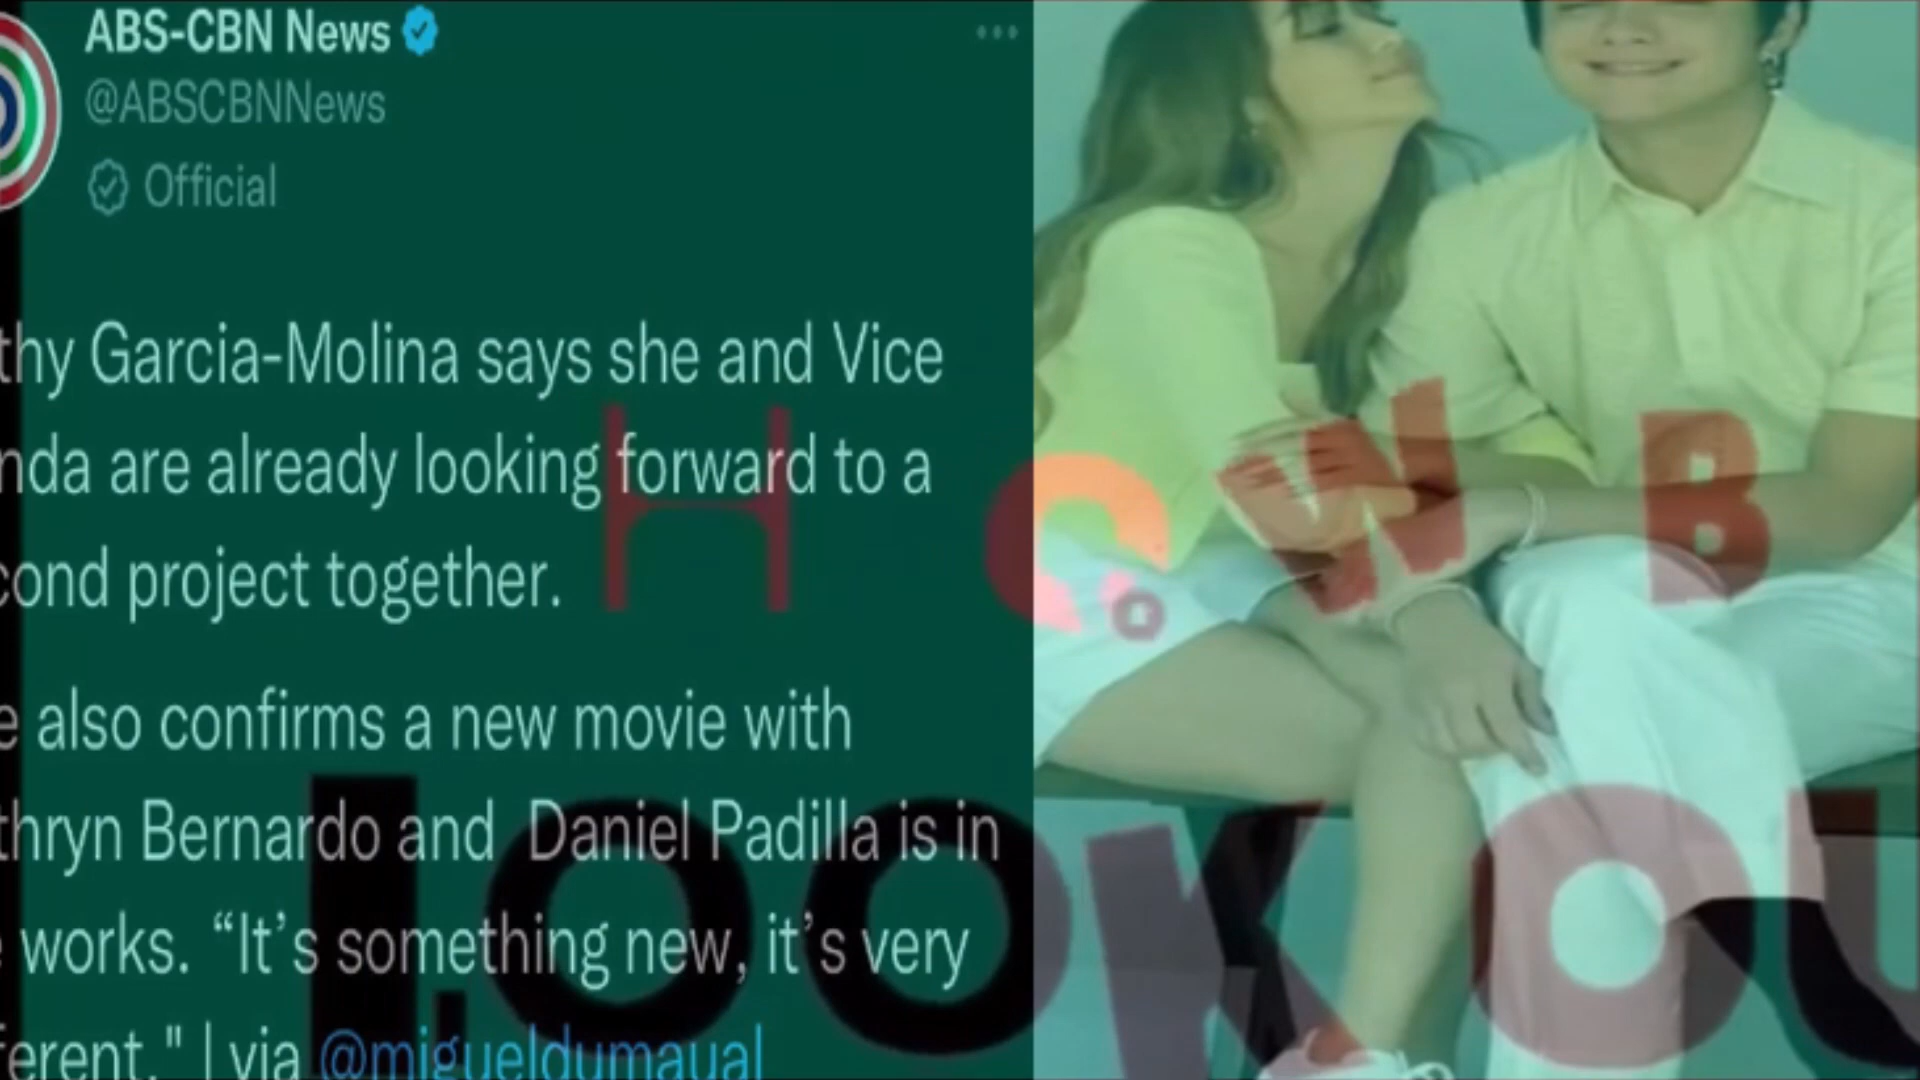 ABS-CBN News
@ABSCBNNews
Official
thy Garcia-Molina says she and Vice
nda are already looking forward to a
cond project together.
e also confirms a new movie with
thryn Bernardo and Daniel Padilla is in
works. “It’s something new, it’s very
ferent." | via @migueldumaual
H W B
LOOK OU